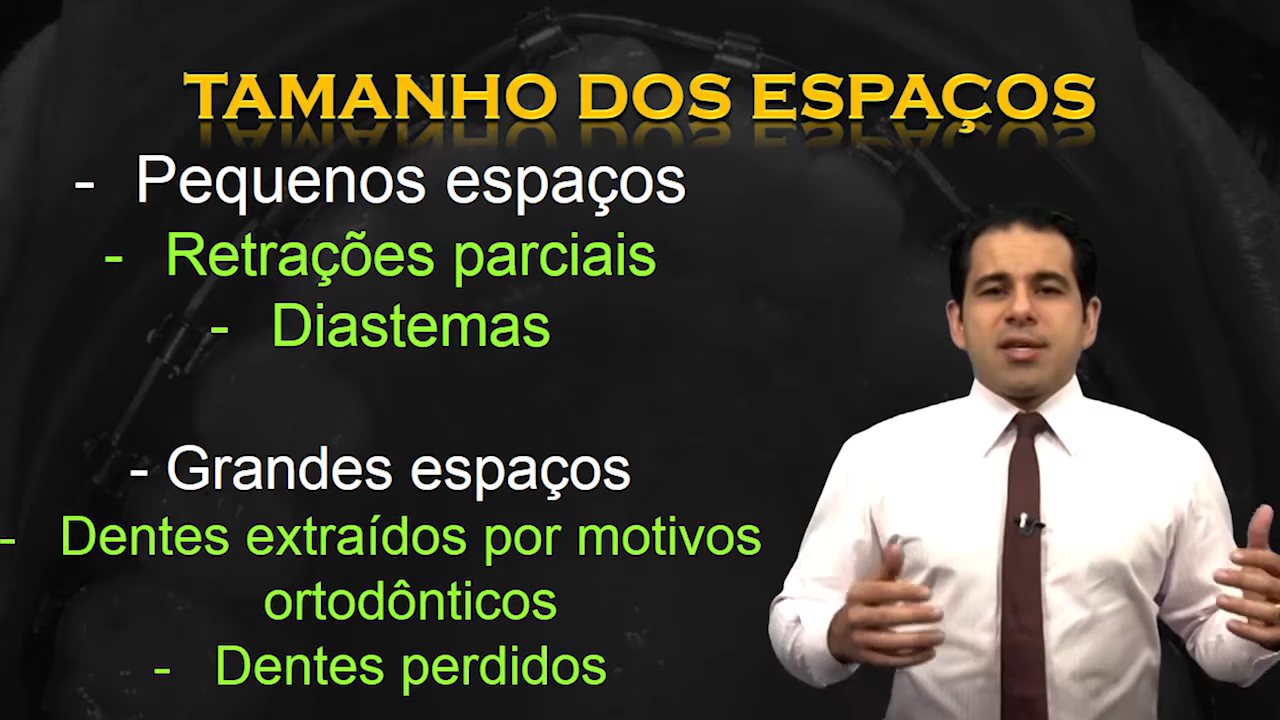 TAMANHO DOS ESPAÇOS
- Pequenos espaços
- Retrações parciais
- Diastemas
- Grandes espaços
- Dentes extraídos por motivos
ortodônticos
- Dentes perdidos